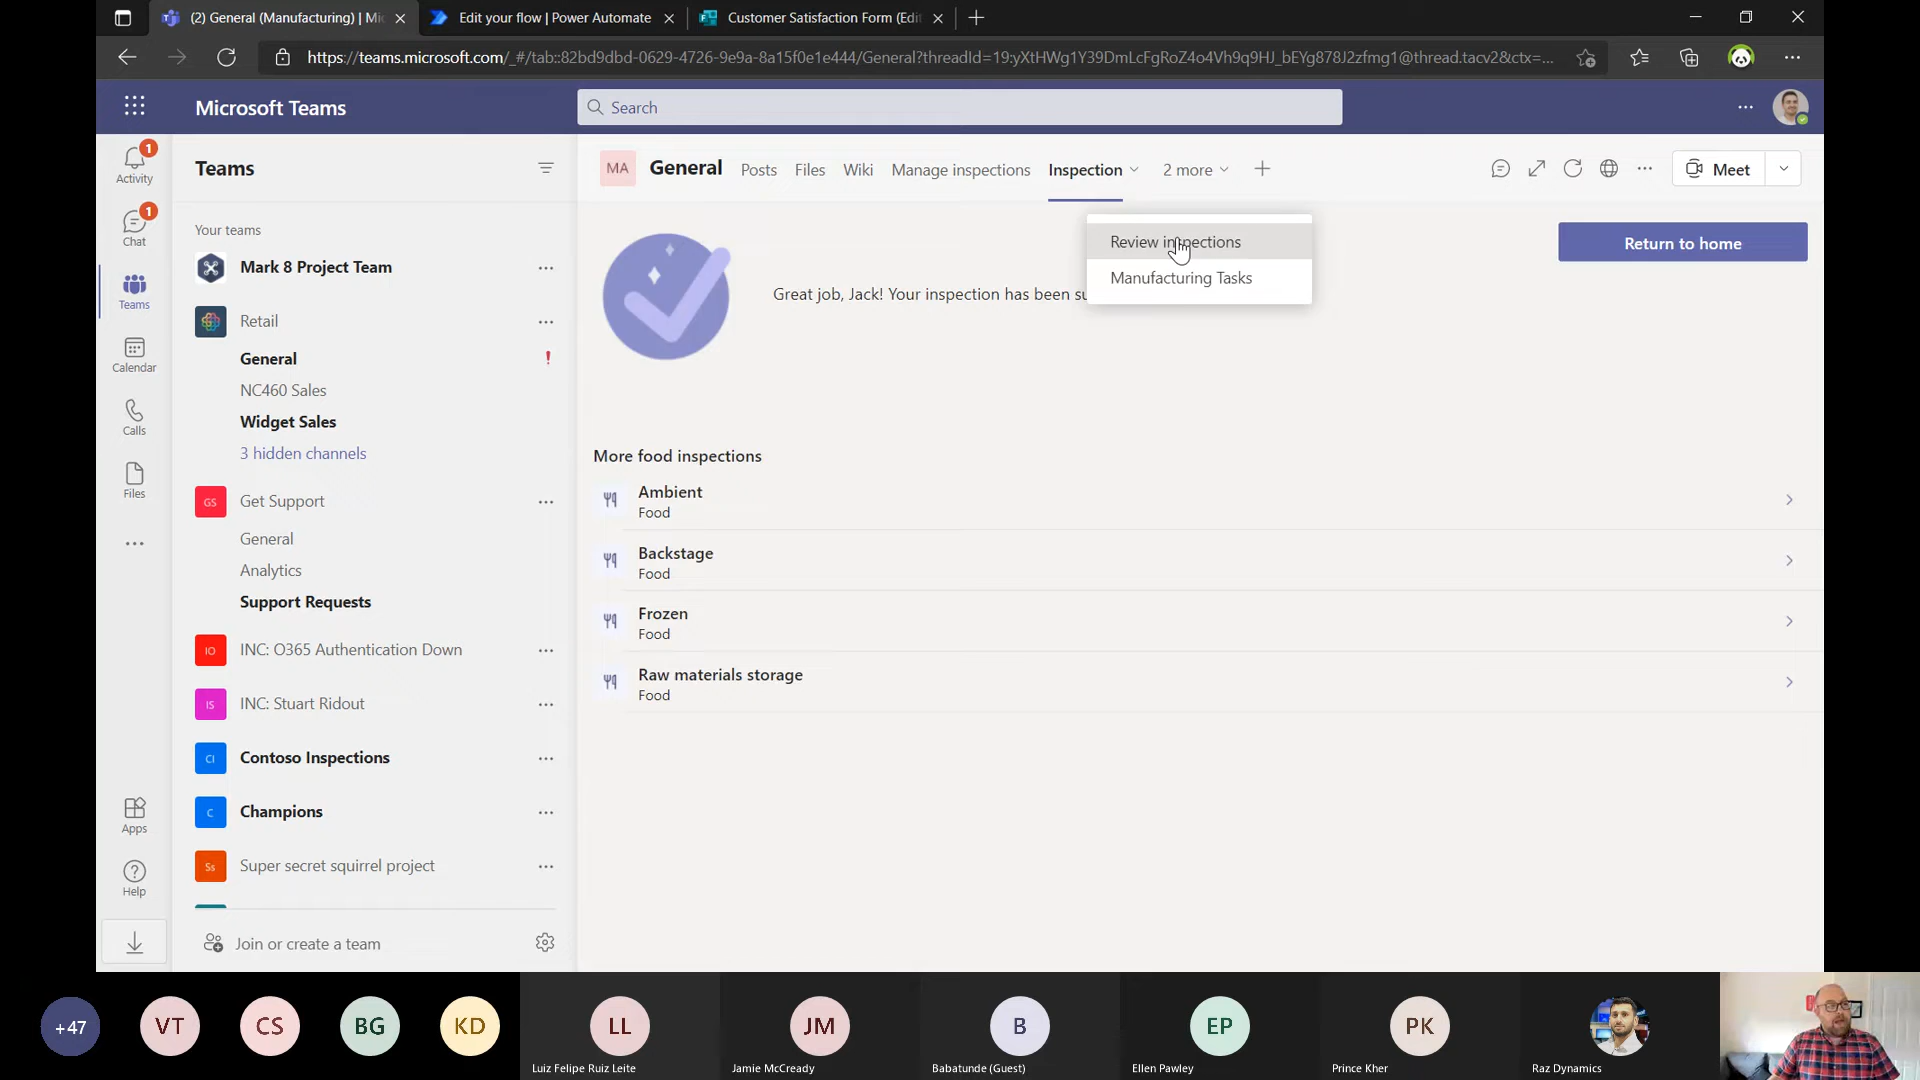 (2) General (Manufacturing) | Mi
Edit your flow | Power Automate
Customer Satisfaction Form (Edi
https://teams.microsoft.com/_#/tab::82bd9dbd-0629-4726-9e9a-8a15f0e1e444/General?threadId=19:yXtHWg1Y39DmLcFgRoZ4o4Vh9q9HJ_bEYg878J2zfmg1@thread.tacv2&ctx=...
Microsoft Teams
Search
1
Activity
1
Chat
Teams
Calendar
Calls
Files
Apps
Help
Teams
Your teams
Mark 8 Project Team
Retail
General
!
NC460 Sales
Widget Sales
3 hidden channels
GS
Get Support
General
Analytics
Support Requests
IO
INC: O365 Authentication Down
IS
INC: Stuart Ridout
CI
Contoso Inspections
C
Champions
Ss
Super secret squirrel project
Join or create a team
MA
General
Posts
Files
Wiki
Manage inspections
Inspection
2 more
Meet
Review inspections
Manufacturing Tasks
Return to home
Great job, Jack! Your inspection has been su
More food inspections
Ambient
Food
Backstage
Food
Frozen
Food
Raw materials storage
Food
+47
VT
CS
BG
KD
LL
Luiz Felipe Ruiz Leite
JM
Jamie McCready
B
Babatunde (Guest)
EP
Ellen Pawley
PK
Prince Kher
Raz Dynamics